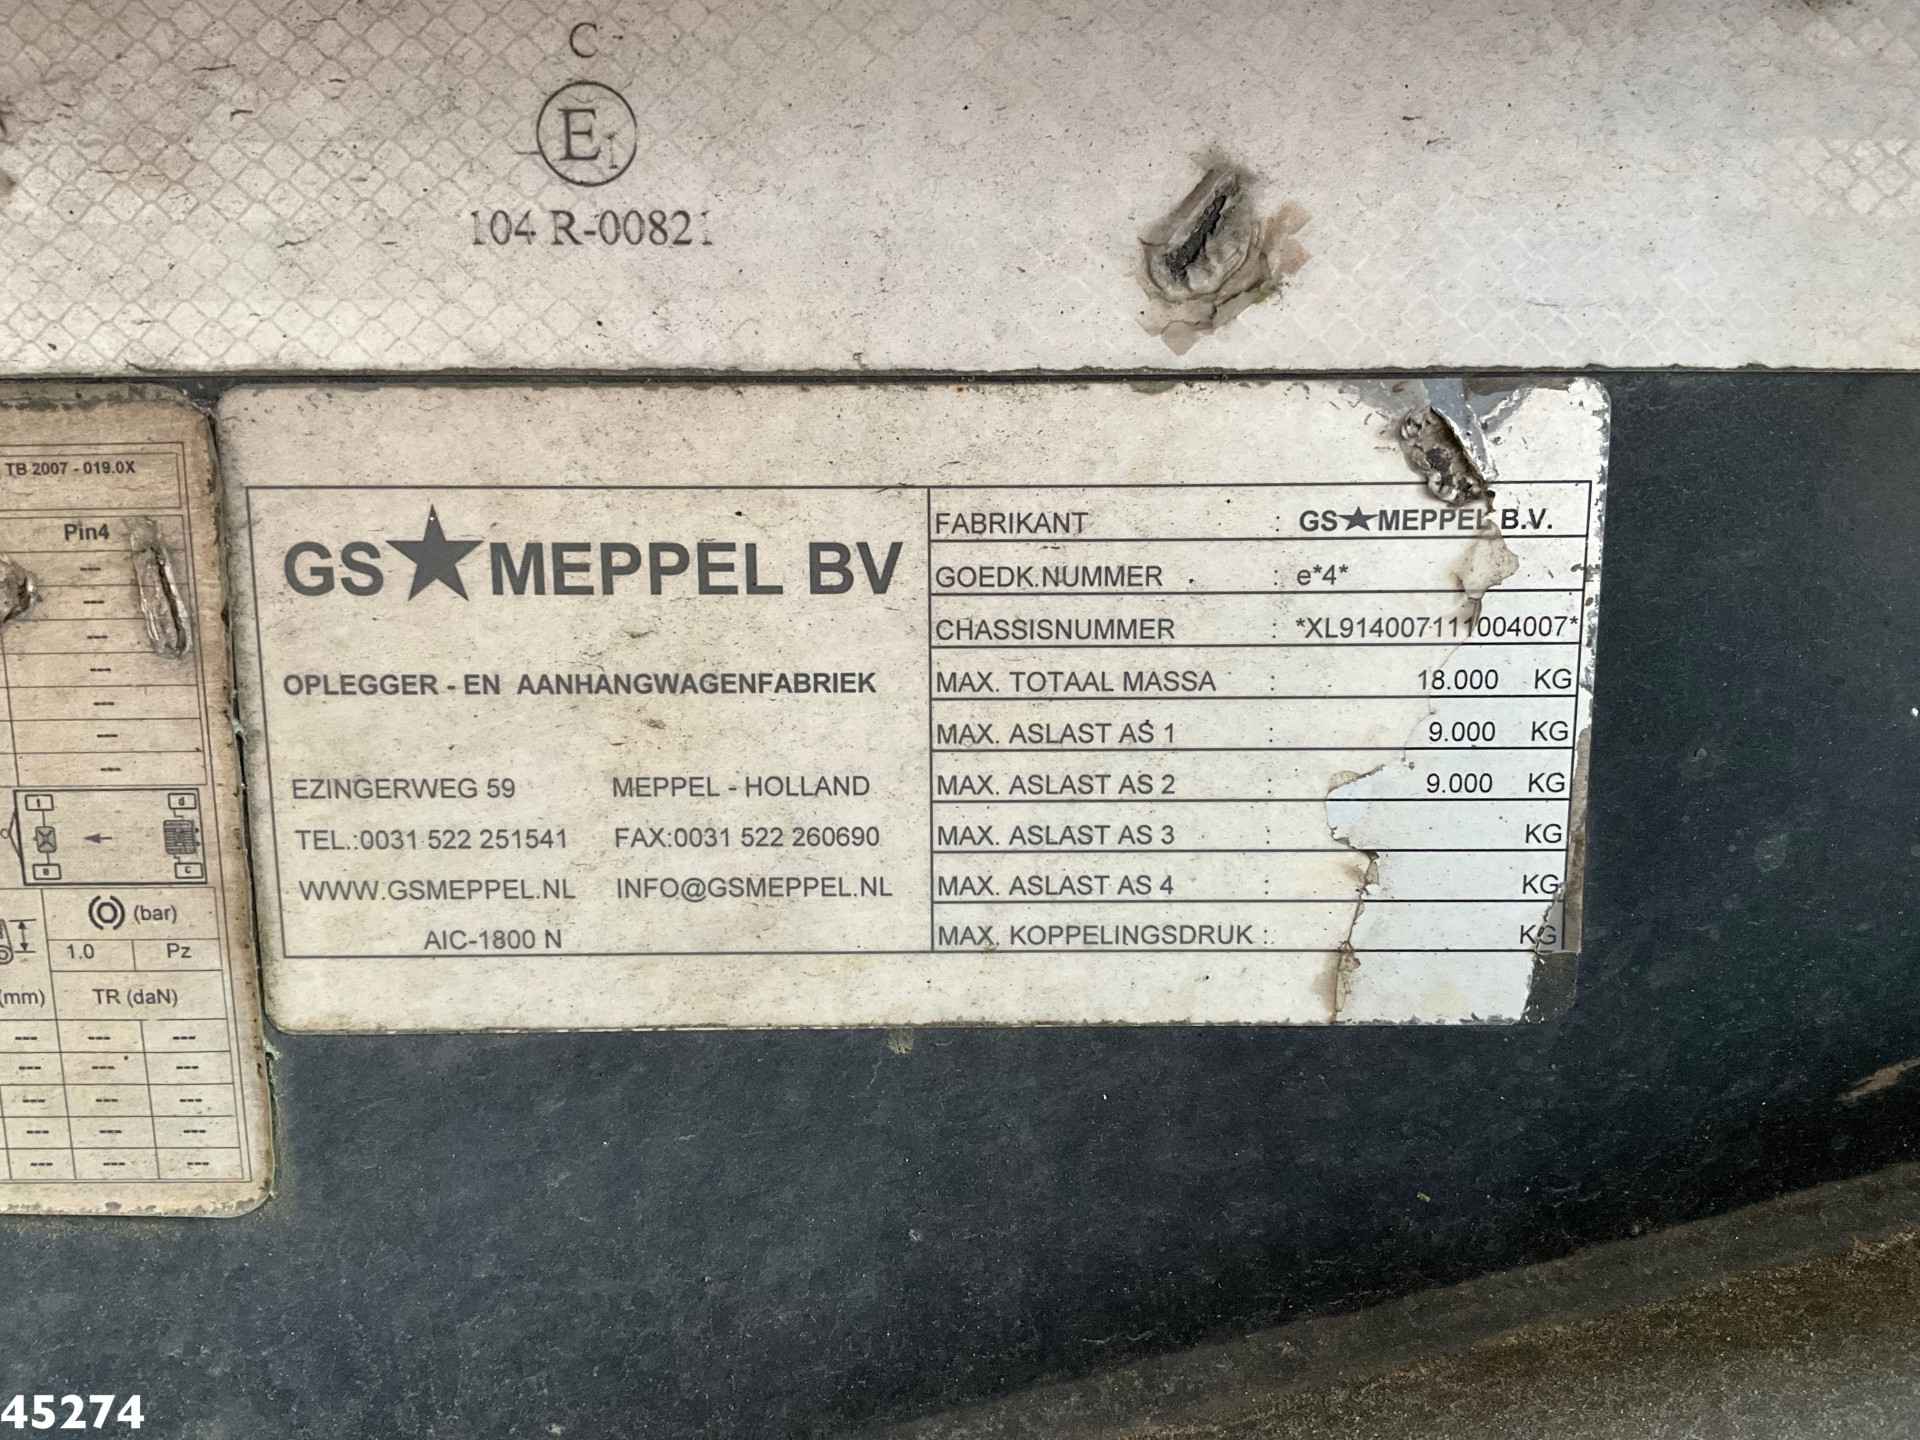 C
E1
104 R-00821
TB 2007 - 019.0X
Pin4
---
---
---
---
---
---
---
1 d
e c
(bar)
1.0 Pz
(mm) TR (daN)
--- --- ---
--- --- ---
--- --- ---
--- --- ---
--- --- ---
GS★MEPPEL BV
OPLEGGER - EN AANHANGWAGENFABRIEK
EZINGERWEG 59 MEPPEL - HOLLAND
TEL.:0031 522 251541 FAX:0031 522 260690
WWW.GSMEPPEL.NL INFO@GSMEPPEL.NL
AIC-1800 N
FABRIKANT : GS★MEPPEL B.V.
GOEDK.NUMMER : e*4*
CHASSISNUMMER : *XL914007111004007*
MAX. TOTAAL MASSA : 18.000 KG
MAX. ASLAST AS 1 : 9.000 KG
MAX. ASLAST AS 2 : 9.000 KG
MAX. ASLAST AS 3 : KG
MAX. ASLAST AS 4 : KG
MAX. KOPPELINGSDRUK : KG
45274